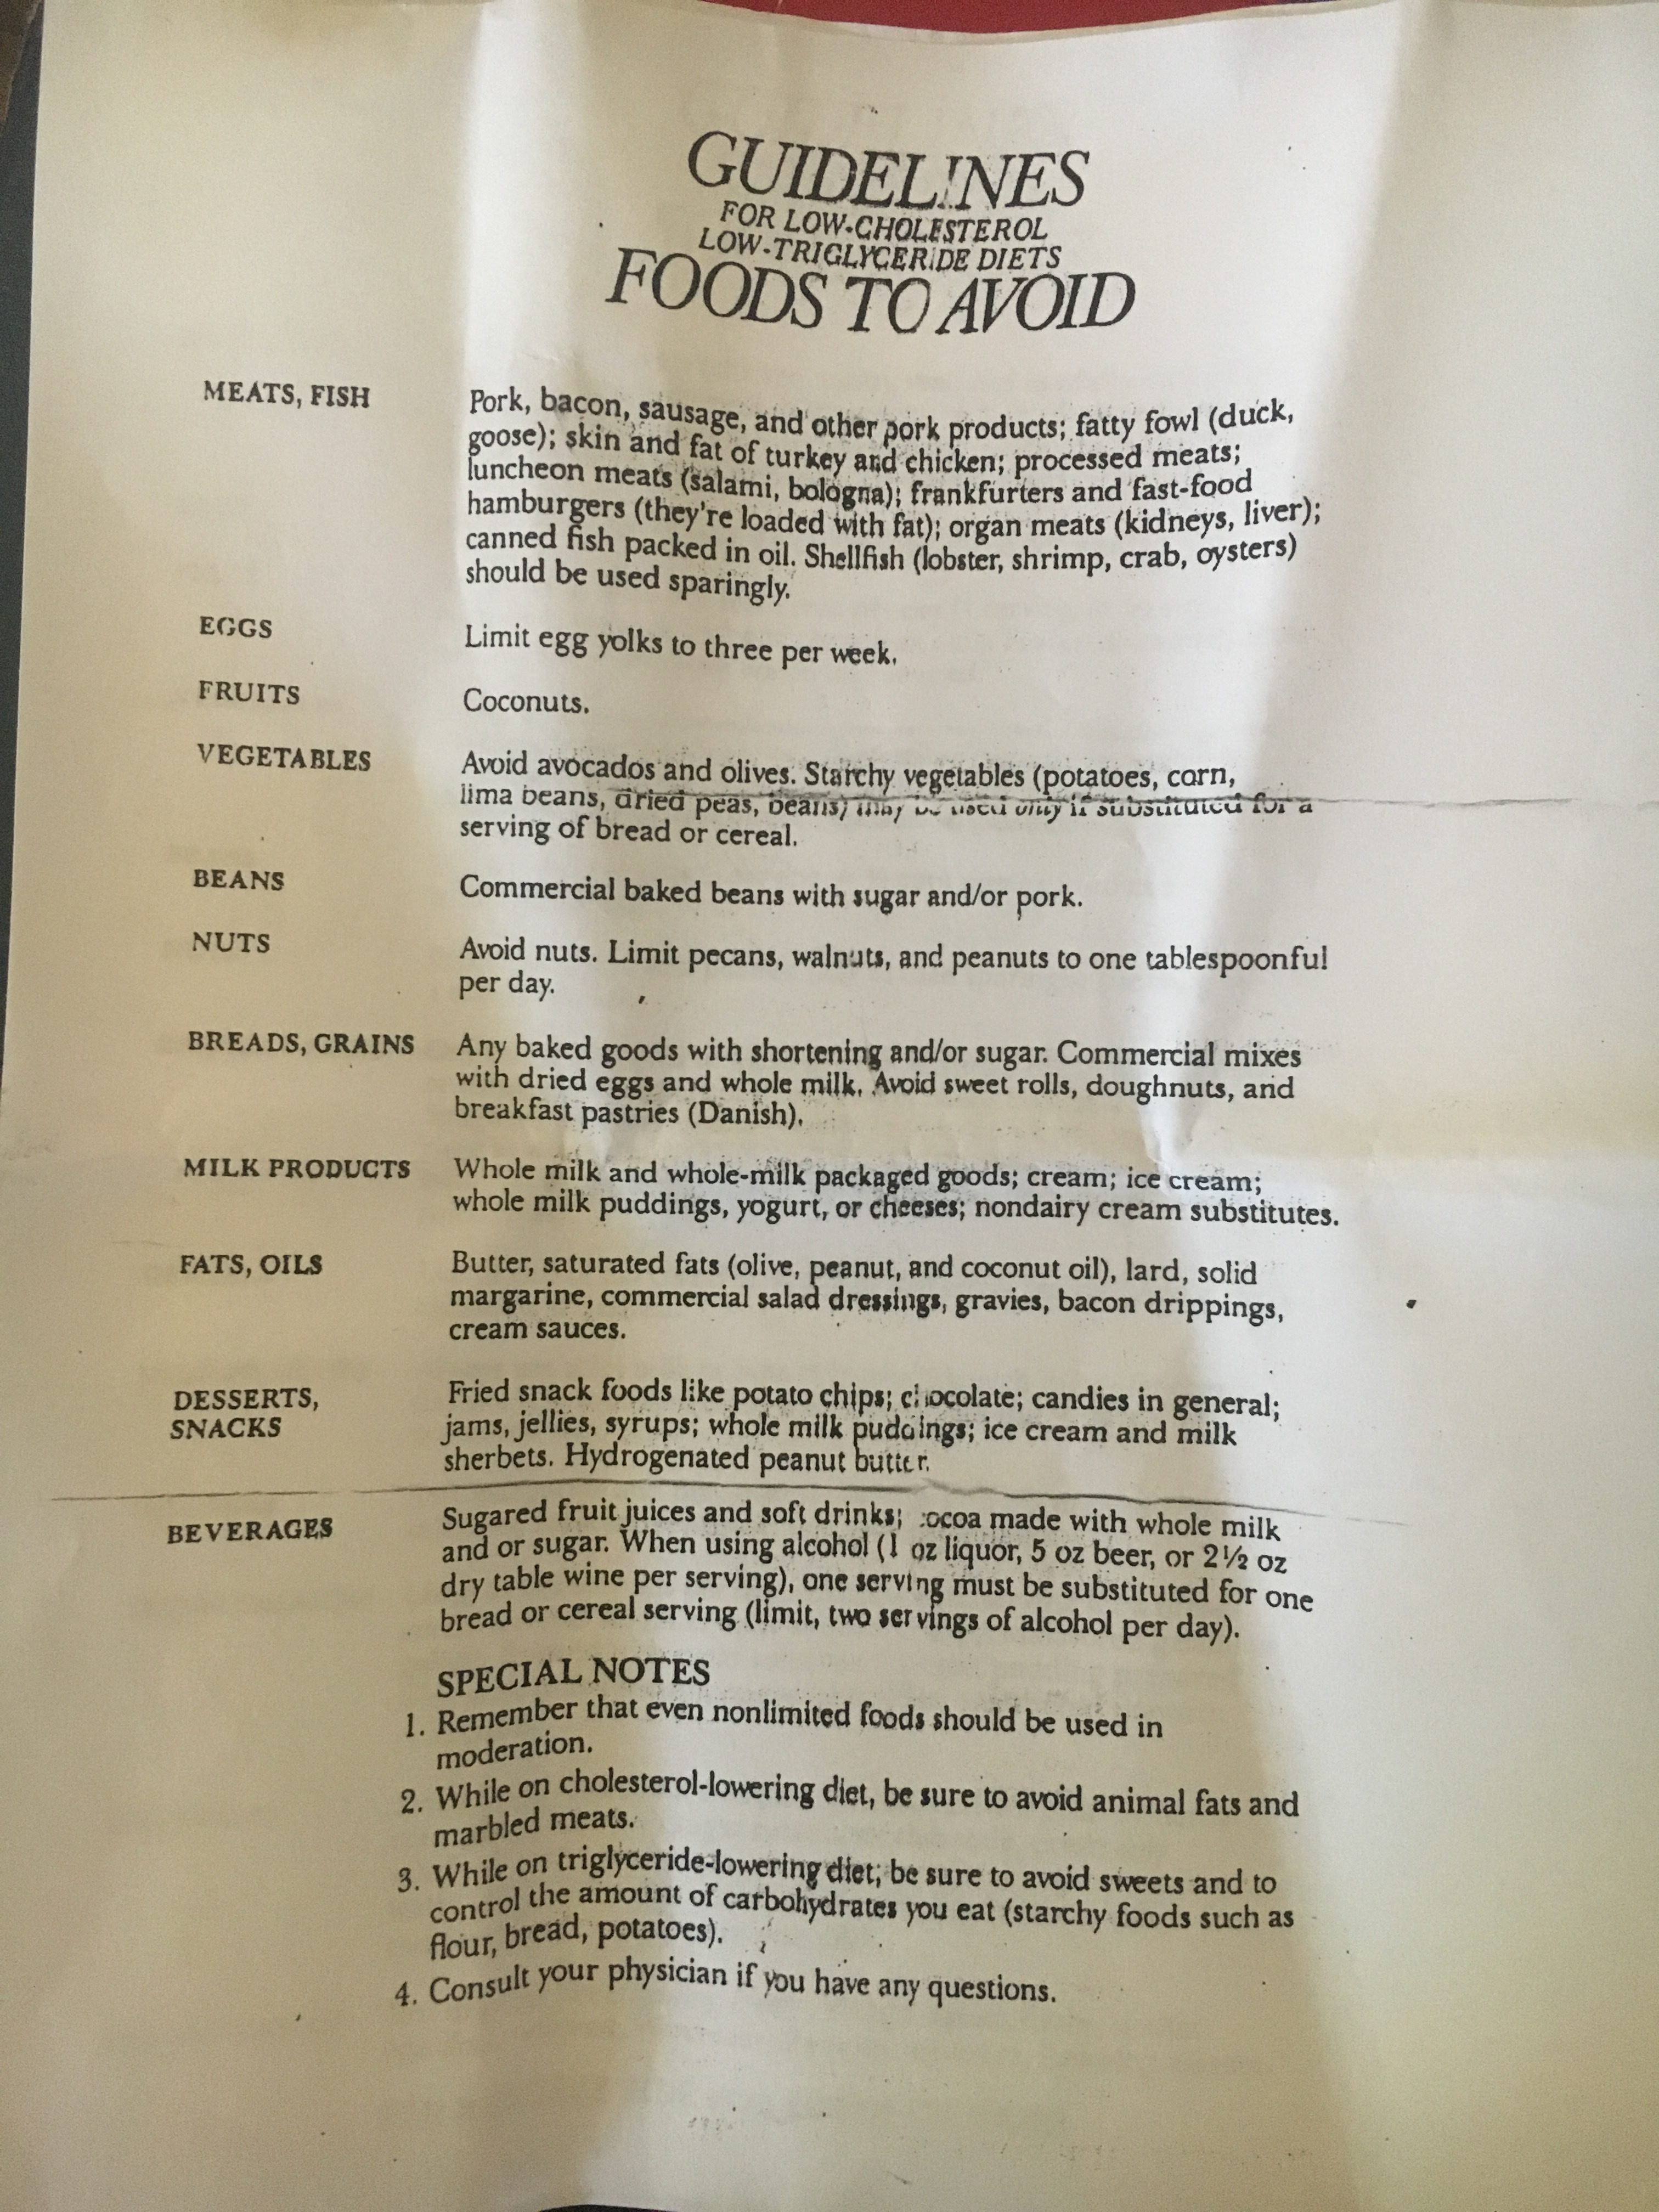 GUIDELINES
FOR LOW-CHOLESTEROL
LOW-TRIGLYCERIDE DIETS
FOODS TO AVOID
MEATS, FISH
Pork, bacon, sausage, and other pork products; fatty fowl (duck,
goose); skin and fat of turkey and chicken; processed meats;
luncheon meats (salami, bologna); frankfurters and fast-food
hamburgers (they're loaded with fat); organ meats (kidneys, liver);
canned fish packed in oil. Shellfish (lobster, shrimp, crab, oysters)
should be used sparingly.
EGGS
Limit egg yolks to three per week.
FRUITS
Coconuts.
VEGETABLES
Avoid avocados and olives. Starchy vegetables (potatoes, corn,
lima beans, dried peas, beans) may be used only if substituted for a
serving of bread or cereal.
BEANS
Commercial baked beans with sugar and/or pork.
NUTS
Avoid nuts. Limit pecans, walnuts, and peanuts to one tablespoonful
per day.
BREADS, GRAINS
Any baked goods with shortening and/or sugar. Commercial mixes
with dried eggs and whole milk. Avoid sweet rolls, doughnuts, and
breakfast pastries (Danish).
MILK PRODUCTS
Whole milk and whole-milk packaged goods; cream; ice cream;
whole milk puddings, yogurt, or cheeses; nondairy cream substitutes.
FATS, OILS
Butter, saturated fats (olive, peanut, and coconut oil), lard, solid
margarine, commercial salad dressings, gravies, bacon drippings,
cream sauces.
DESSERTS,
SNACKS
Fried snack foods like potato chips; chocolate; candies in general;
jams, jellies, syrups; whole milk puddings; ice cream and milk
sherbets. Hydrogenated peanut butter.
BEVERAGES
Sugared fruit juices and soft drinks; cocoa made with whole milk
and or sugar. When using alcohol (1 oz liquor, 5 oz beer, or 2½ oz
dry table wine per serving), one serving must be substituted for one
bread or cereal serving (limit, two servings of alcohol per day).
SPECIAL NOTES
1. Remember that even nonlimited foods should be used in
moderation.
2. While on cholesterol-lowering diet, be sure to avoid animal fats and
marbled meats.
3. While on triglyceride-lowering diet, be sure to avoid sweets and to
control the amount of carbohydrates you eat (starchy foods such as
flour, bread, potatoes).
4. Consult your physician if you have any questions.